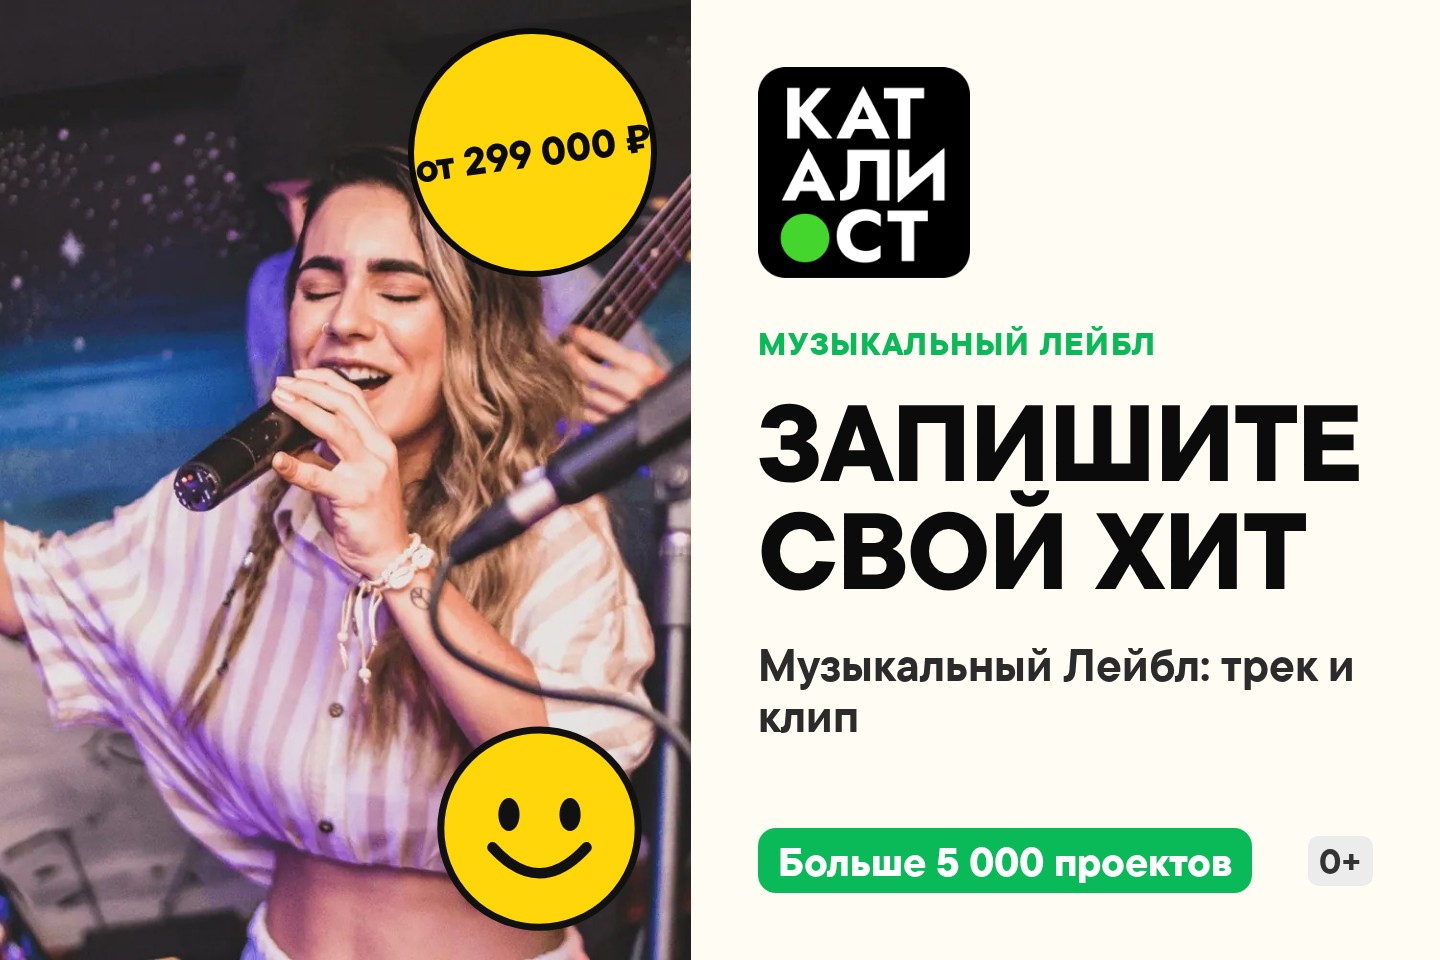 от 299 000 ₽
КАТ
АЛИ
СТ
МУЗЫКАЛЬНЫЙ ЛЕЙБЛ
ЗАПИШИТЕ
СВОЙ ХИТ
Музыкальный Лейбл: трек и
клип
Больше 5 000 проектов
0+